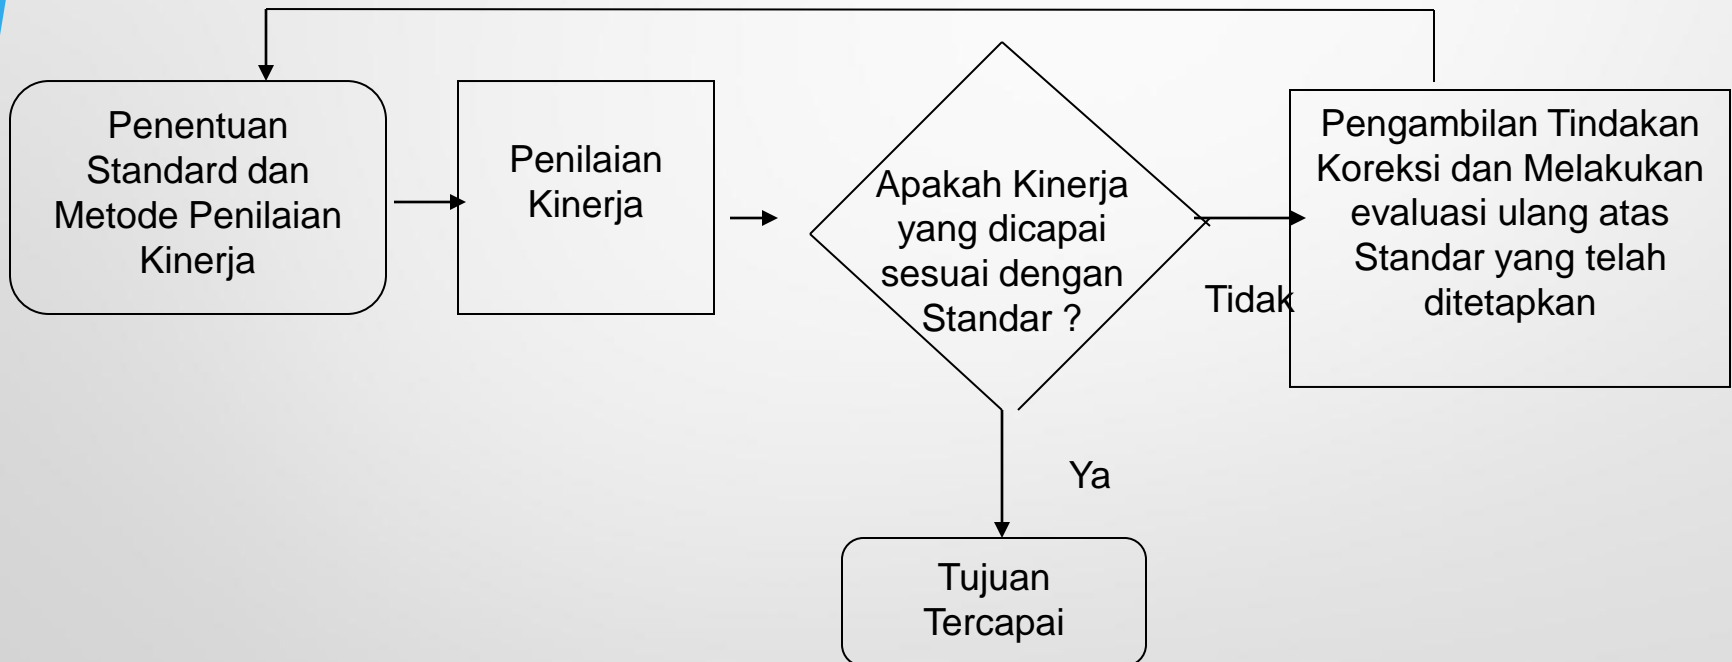 Penentuan
Standard dan
Metode Penilaian
Kinerja
Penilaian
Kinerja
Apakah Kinerja
yang dicapai
sesuai dengan
Standar ?
Tidak
Pengambilan Tindakan
Koreksi dan Melakukan
evaluasi ulang atas
Standar yang telah
ditetapkan
Ya
Tujuan
Tercapai